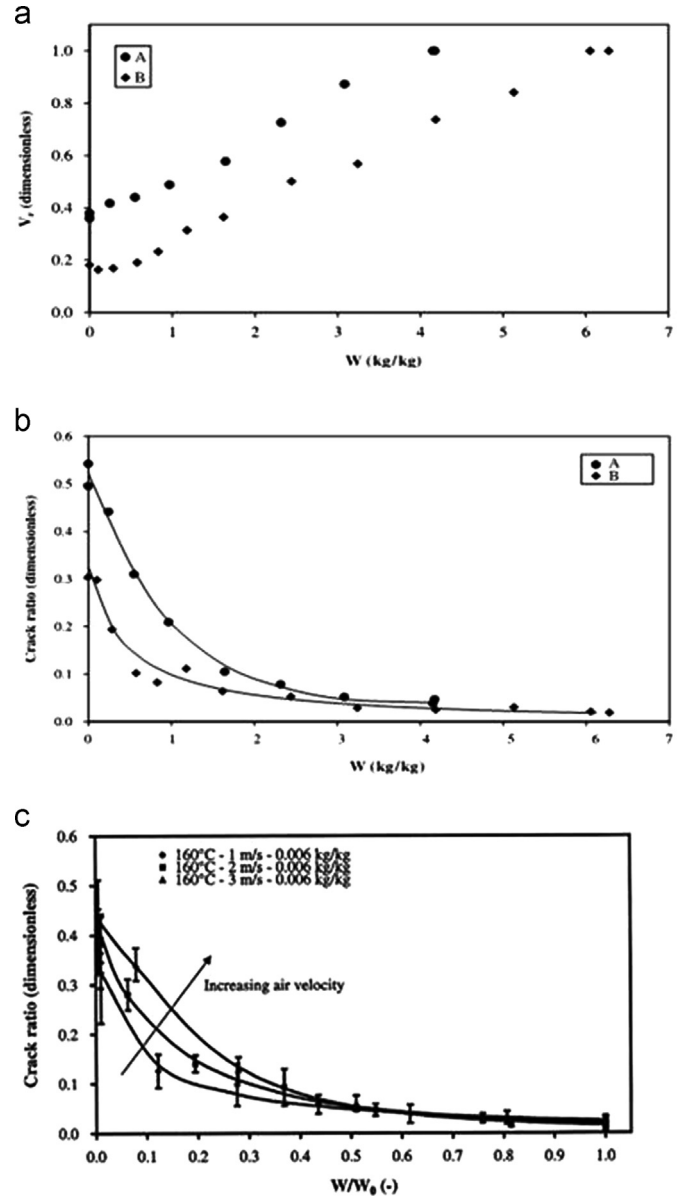 a
1.0
A
B
0.8
0.6
0.4
0.2
0.0
V_r (dimensionless)
0 1 2 3 4 5 6 7
W (kg/kg)
b
0.6
A
B
0.5
0.4
0.3
0.2
0.1
0.0
Crack ratio (dimensionless)
0 1 2 3 4 5 6 7
W (kg/kg)
c
0.6
160°C - 1 m/s - 0.006 kg/kg
160°C - 2 m/s - 0.006 kg/kg
160°C - 3 m/s - 0.006 kg/kg
0.5
0.4
Increasing air velocity
0.3
0.2
0.1
0.0
Crack ratio (dimensionless)
0.0 0.1 0.2 0.3 0.4 0.5 0.6 0.7 0.8 0.9 1.0
W/W₀ (-)